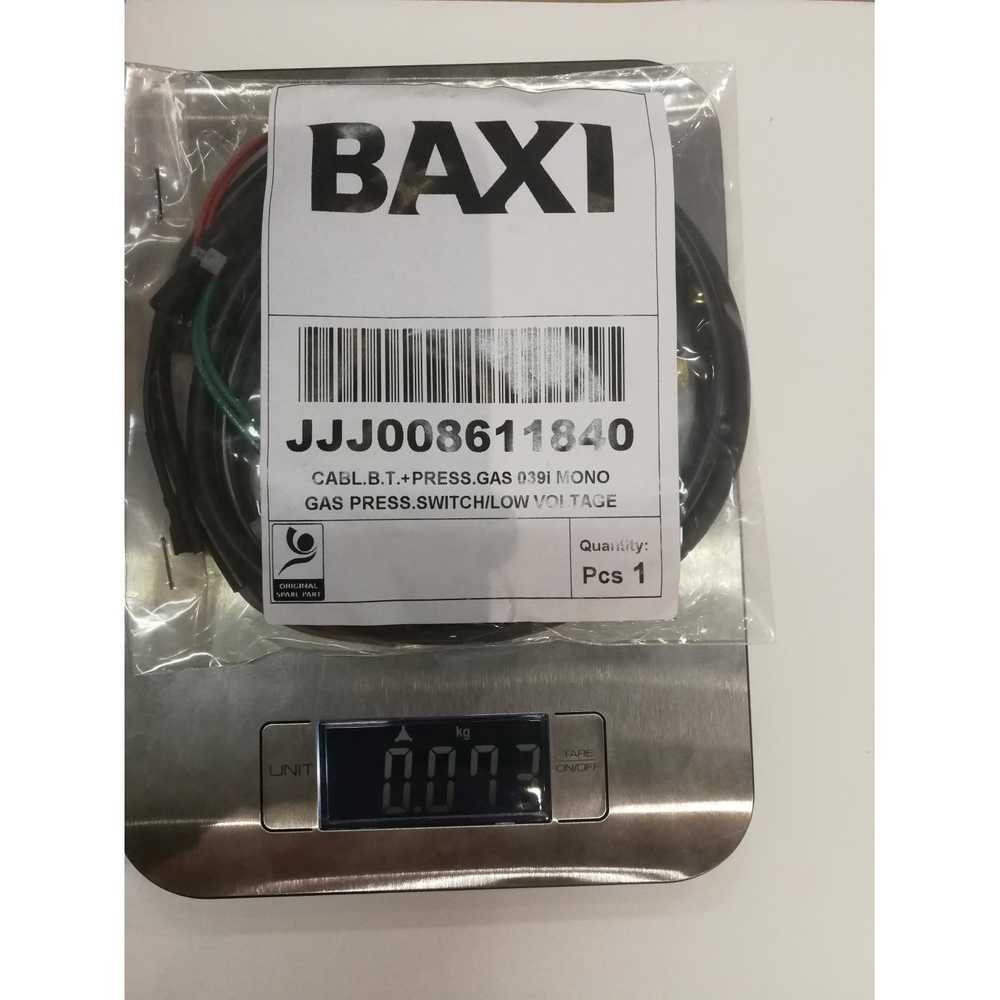 BAXI
JJJ008611840
CABL.B.T.+PRESS.GAS 039i MONO
GAS PRESS.SWITCH/LOW VOLTAGE
ORIGINAL
SPARE PART
Quantity:
Pcs 1
kg
UNIT
0.073
TARE
ON/OFF